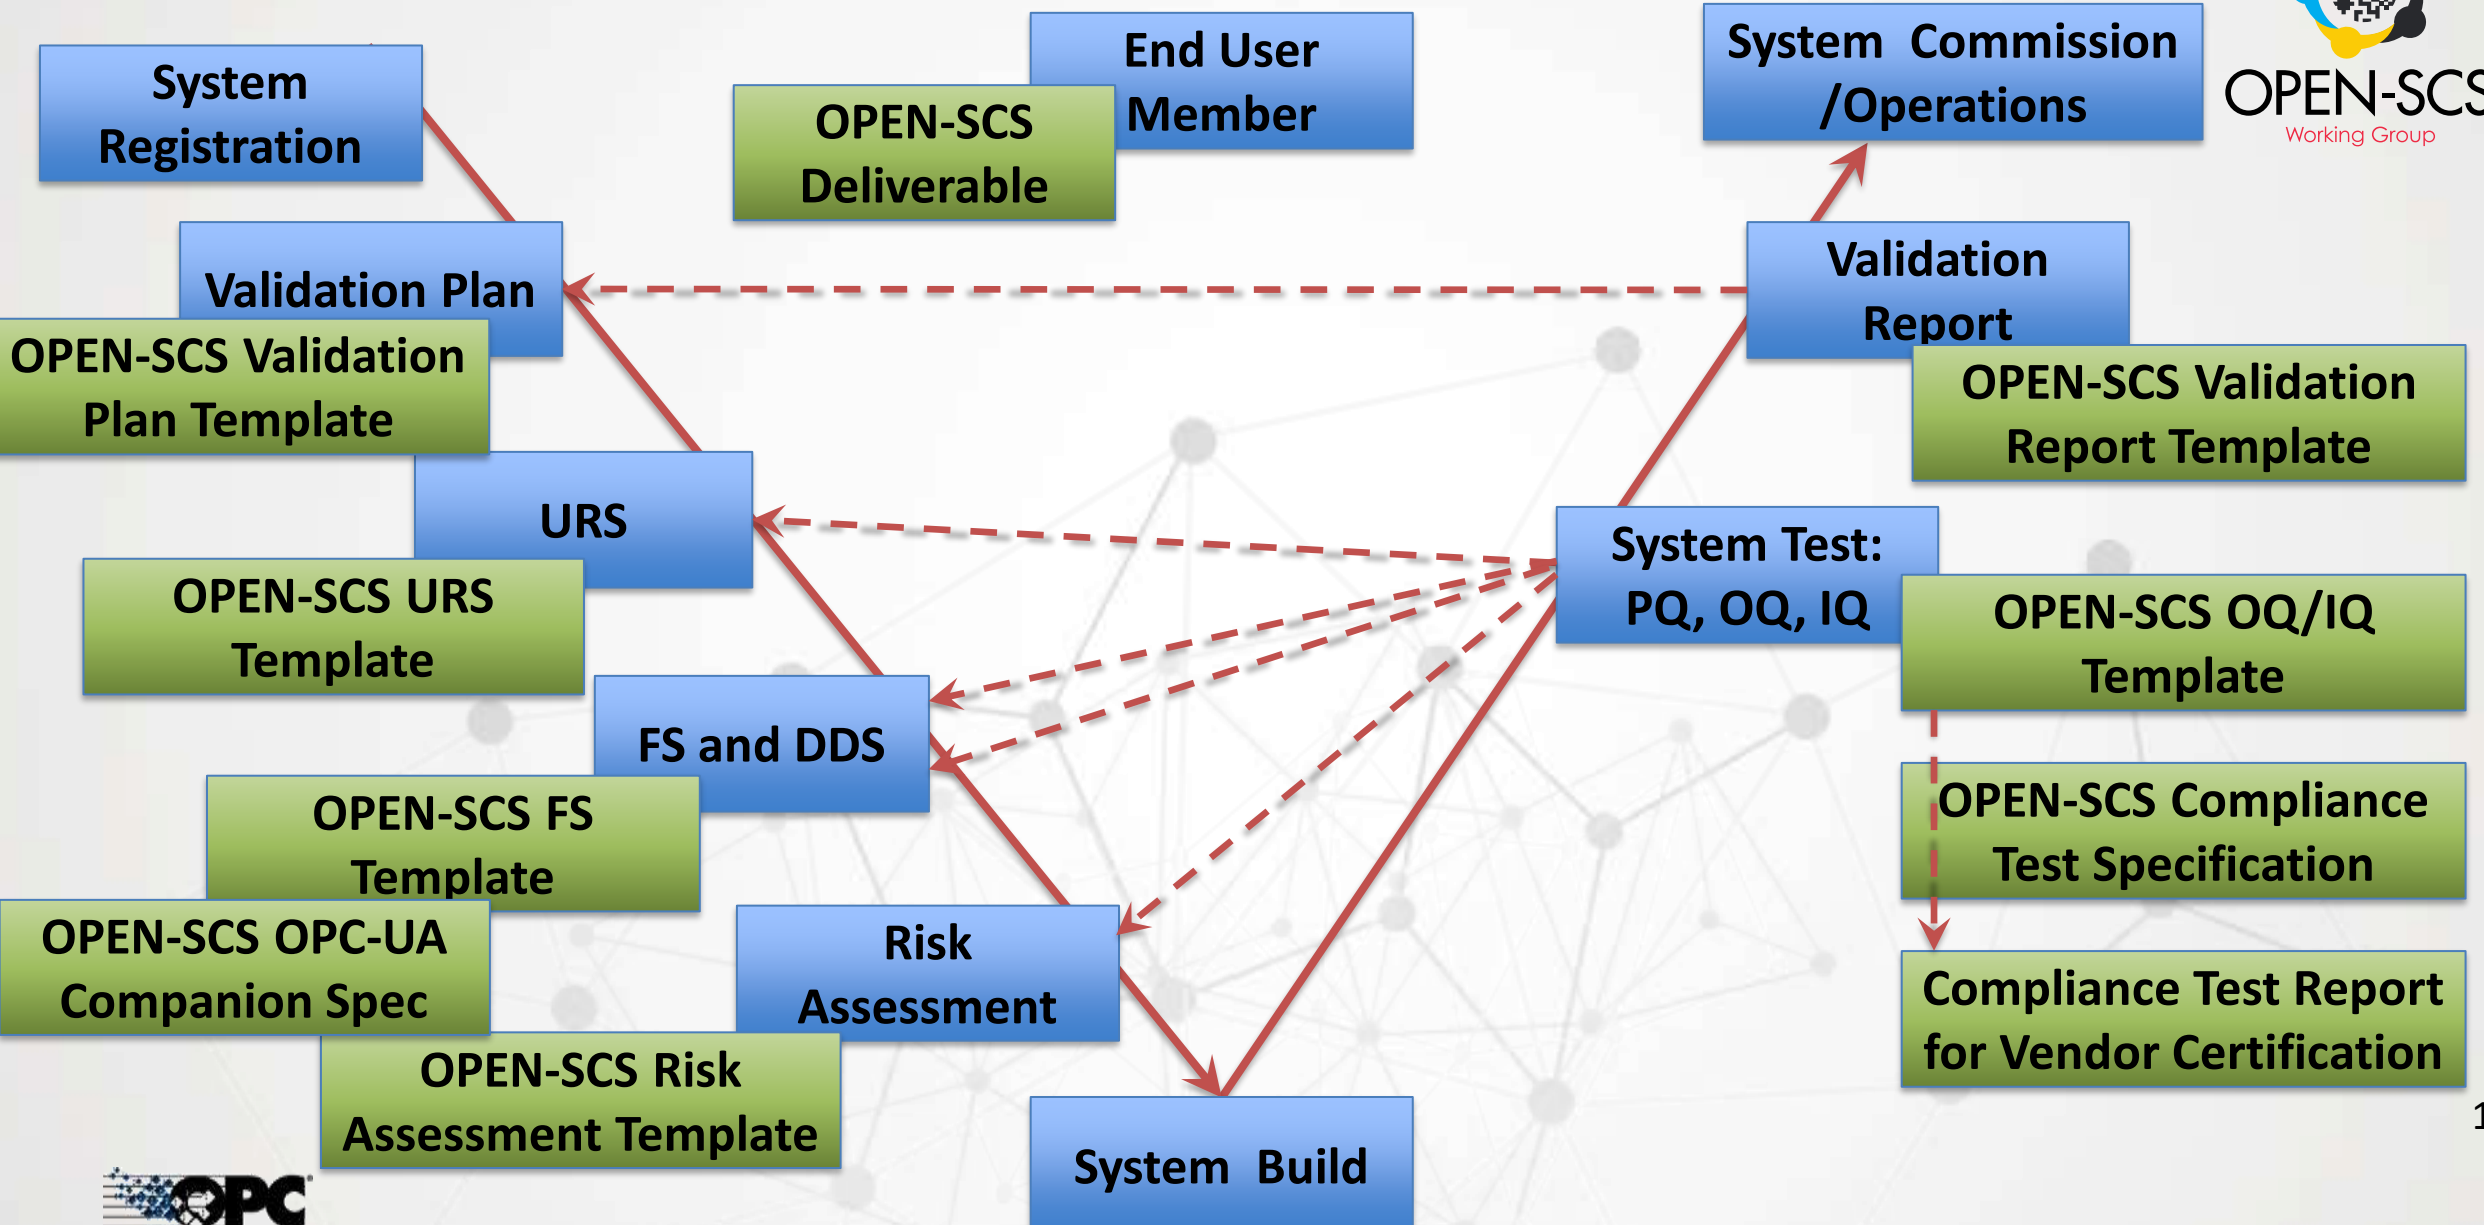 System
Registration
End User
Member
OPEN-SCS
Deliverable
System Commission
/Operations
OPEN-SCS
Working Group
Validation Plan
OPEN-SCS Validation
Plan Template
Validation
Report
OPEN-SCS Validation
Report Template
URS
OPEN-SCS URS
Template
System Test:
PQ, OQ, IQ
OPEN-SCS OQ/IQ
Template
FS and DDS
OPEN-SCS FS
Template
OPEN-SCS Compliance
Test Specification
OPEN-SCS OPC-UA
Companion Spec
Risk
Assessment
Compliance Test Report
for Vendor Certification
OPEN-SCS Risk
Assessment Template
System Build
1
OPC